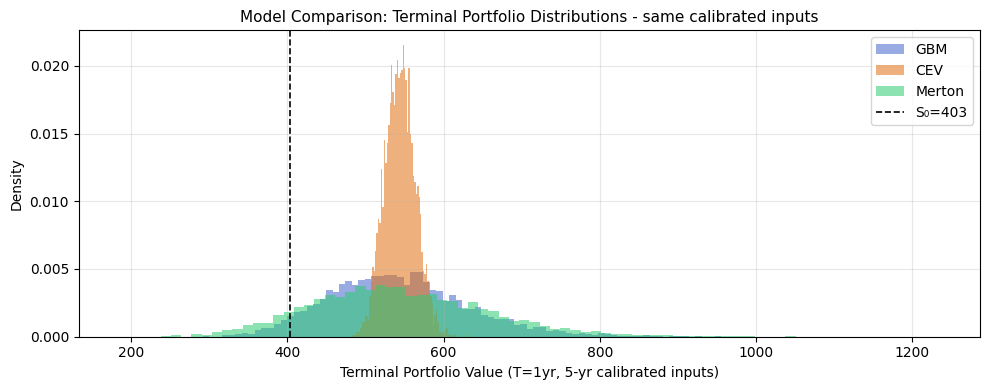 Model Comparison: Terminal Portfolio Distributions - same calibrated inputs
GBM
CEV
Merton
S₀=403
0.020
0.015
0.010
0.005
0.000
Density
200
400
600
800
1000
1200
Terminal Portfolio Value (T=1yr, 5-yr calibrated inputs)